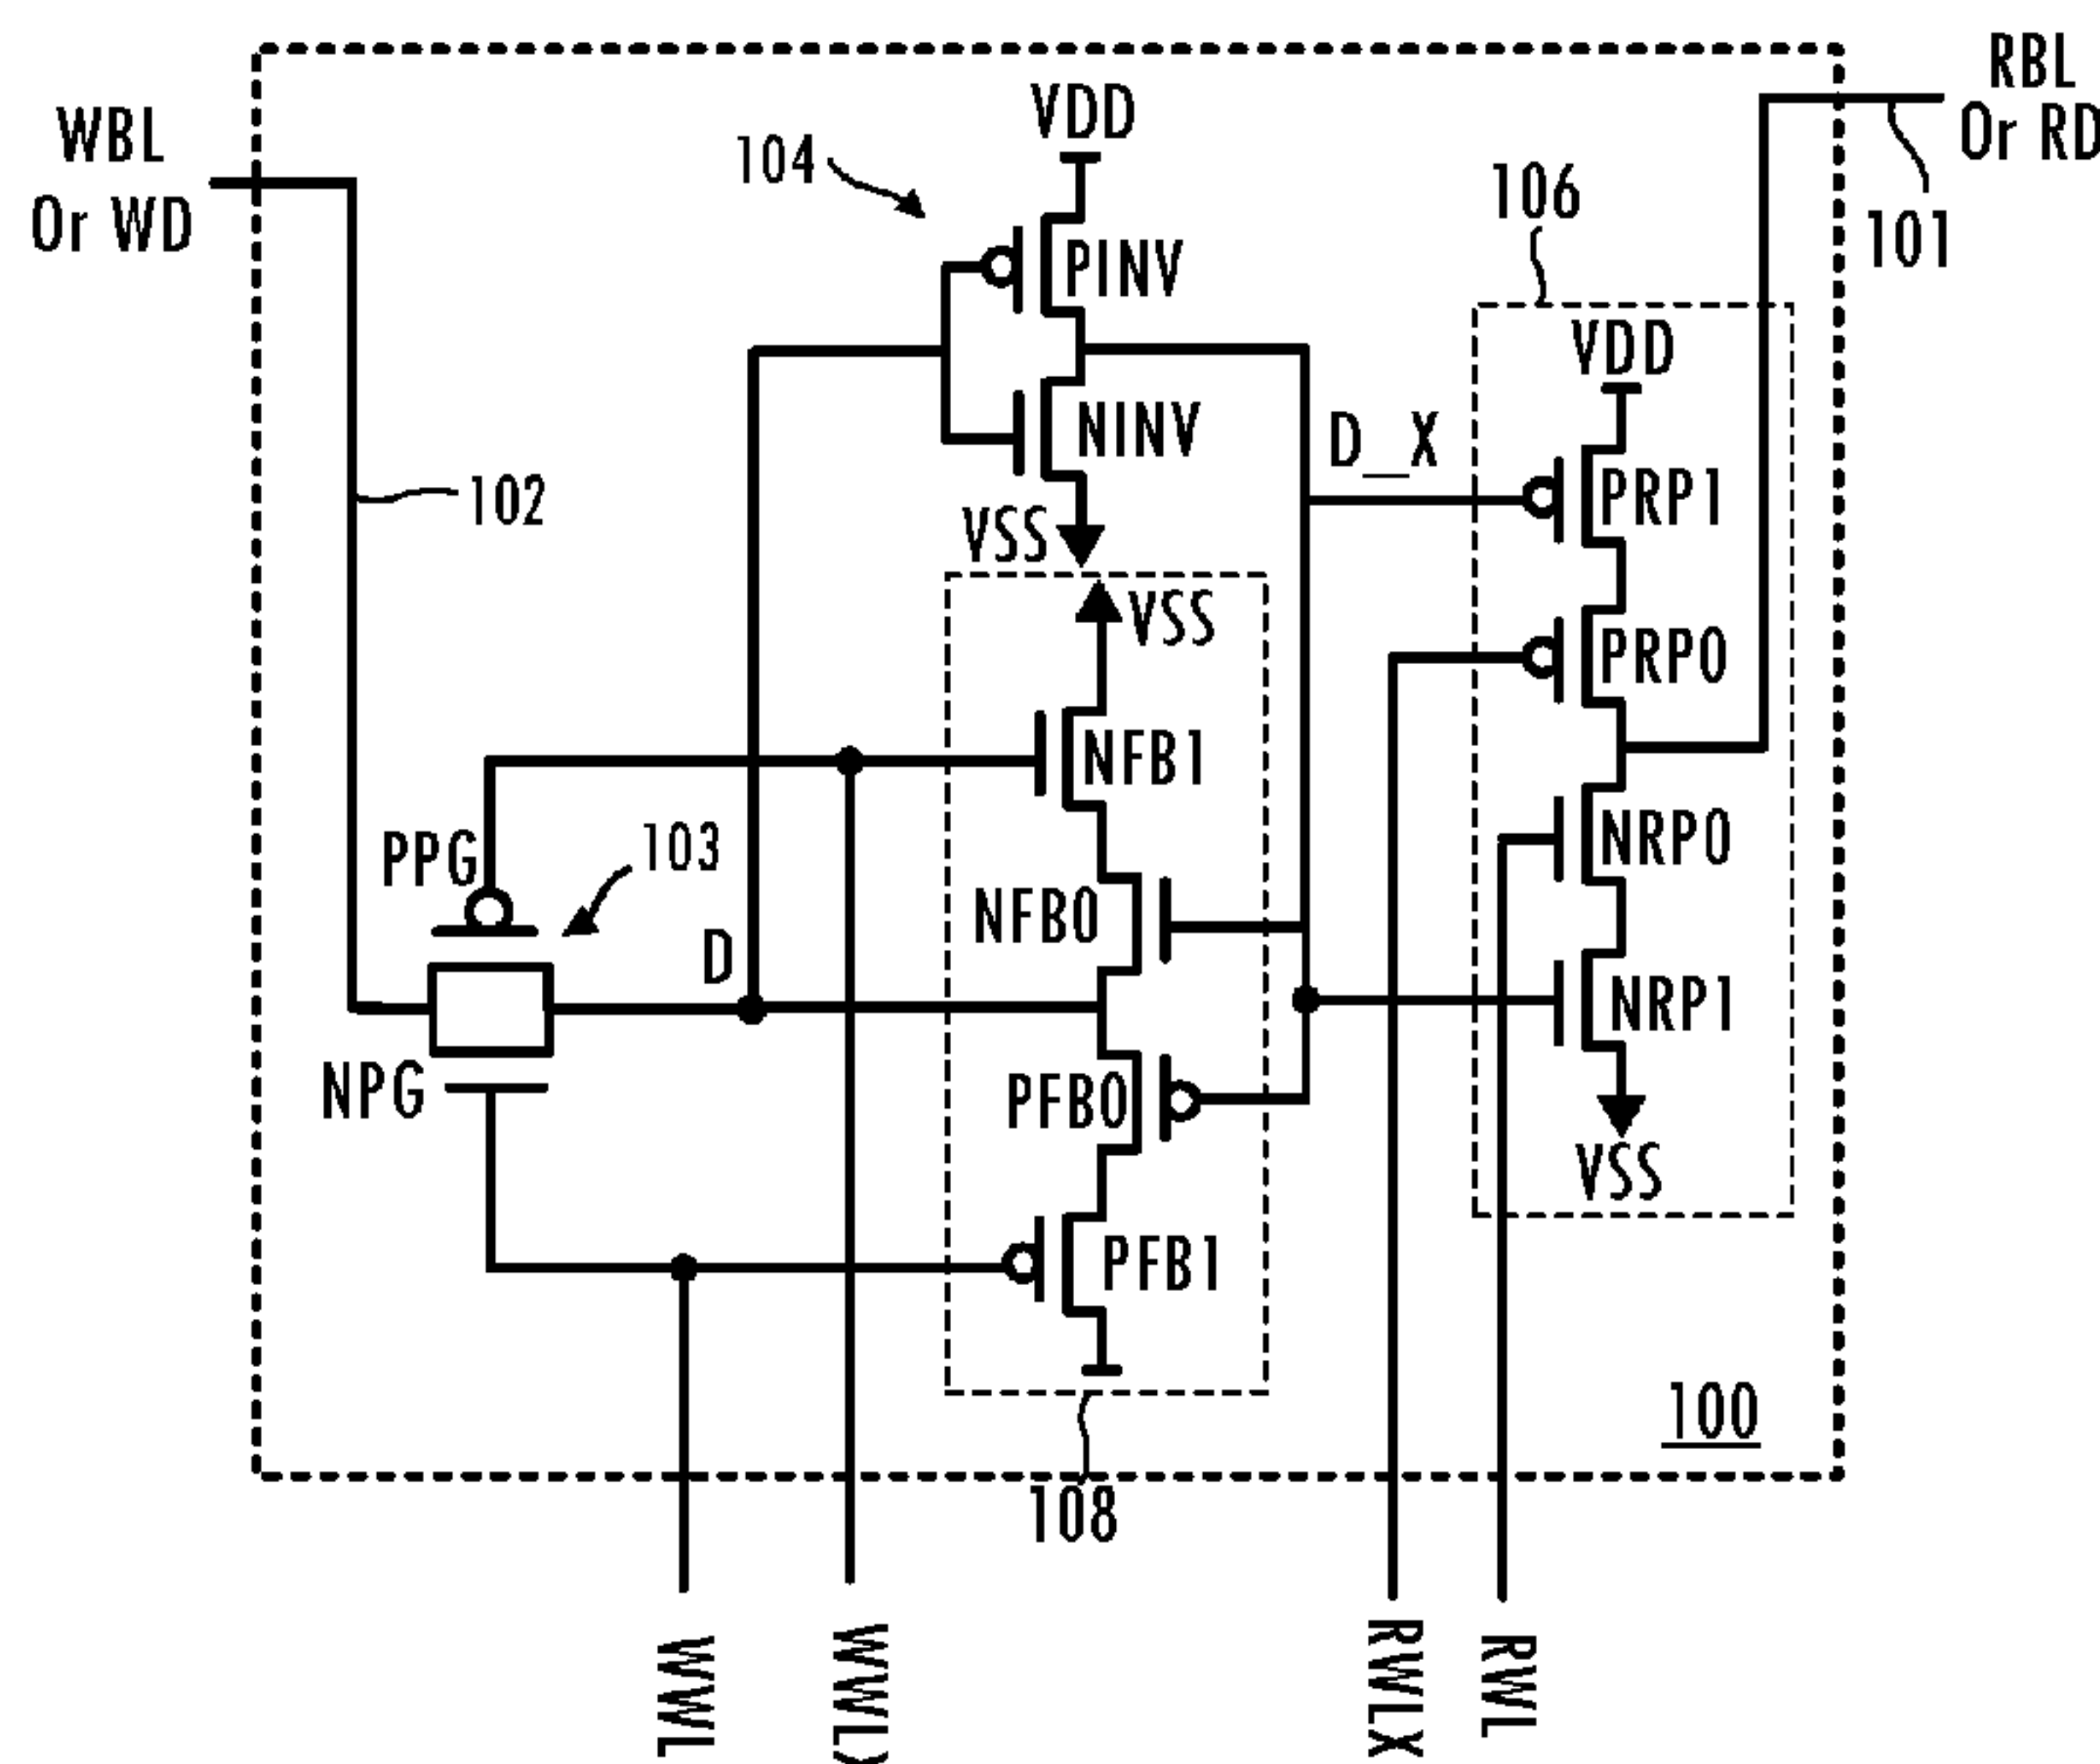 WBL
Or WD
RBL
Or RD
101
VDD
104
PINV
NINV
VSS
102
106
VDD
D_X
PRP1
PRP0
NRP0
NRP1
VSS
VSS
NFB1
NFB0
PFB0
PFB1
PPG
103
D
NPG
100
108
WWL
RWLX
RWL